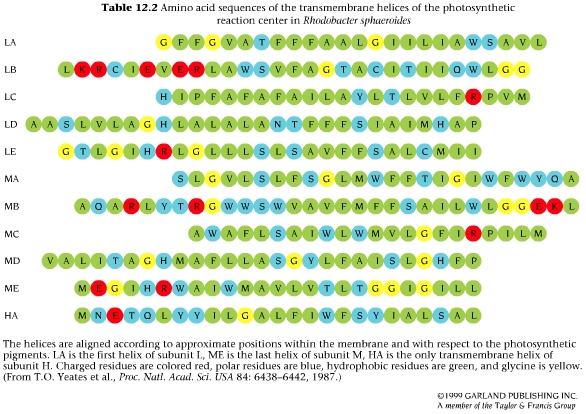 Table 12.2 Amino acid sequences of the transmembrane helices of the photosynthetic
reaction center in Rhodobacter sphaeroides
LA G F F G V A T F F F A A L G I I L I A W S A V L
LB L K R C I E V E R L A W S V F A G T A C I T I I Q W L G G
LC H I P F A F A F A I L A Y L T L V L F R P V M
LD A A S L V L A G H L A L A L A N T F F F S I A I M H A P
LE G T L G I H R L G L L L S L S A V F F S A L C M I I
MA S L G V L S L F S G L M W F F T I G I W F W Y Q A
MB A Q A R L Y T R G W W S W V A V F M F F S A I L W L G G E K L
MC A W A F L S A I W L W M V L G F I R P I L M
MD V A L I T A G H M A F L L A S G Y L F A I S L G H F P
ME M E G I H R W A I W M A V L V T L T G G I G I L L
HA M N E T Q L Y Y I L G A L F I W F S Y I A L S A L
The helices are aligned according to approximate positions within the membrane and with respect to the photosynthetic
pigments. LA is the first helix of subunit L, ME is the last helix of subunit M, HA is the only transmembrane helix of
subunit H. Charged residues are colored red, polar residues are blue, hydrophobic residues are green, and glycine is yellow.
(From T.O. Yeates et al., Proc. Natl. Acad. Sci. USA 84: 6438–6442, 1987.)
©1999 GARLAND PUBLISHING INC.
A member of the Taylor & Francis Group